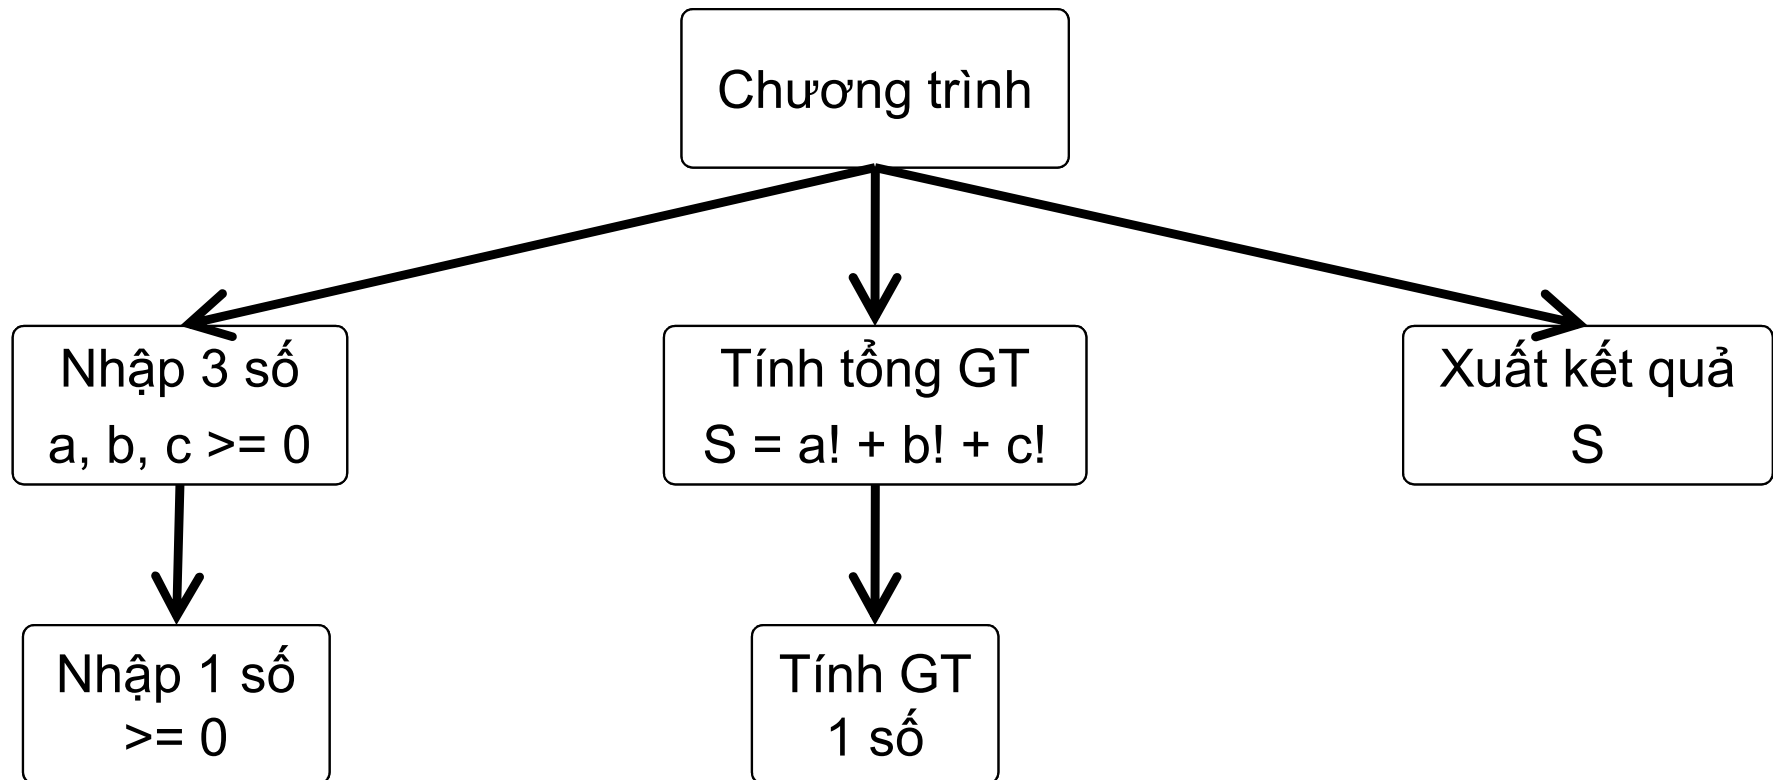 Chương trình
Nhập 3 số
a, b, c >= 0
Tính tổng GT
S = a! + b! + c!
Xuất kết quả
S
Nhập 1 số
>= 0
Tính GT
1 số